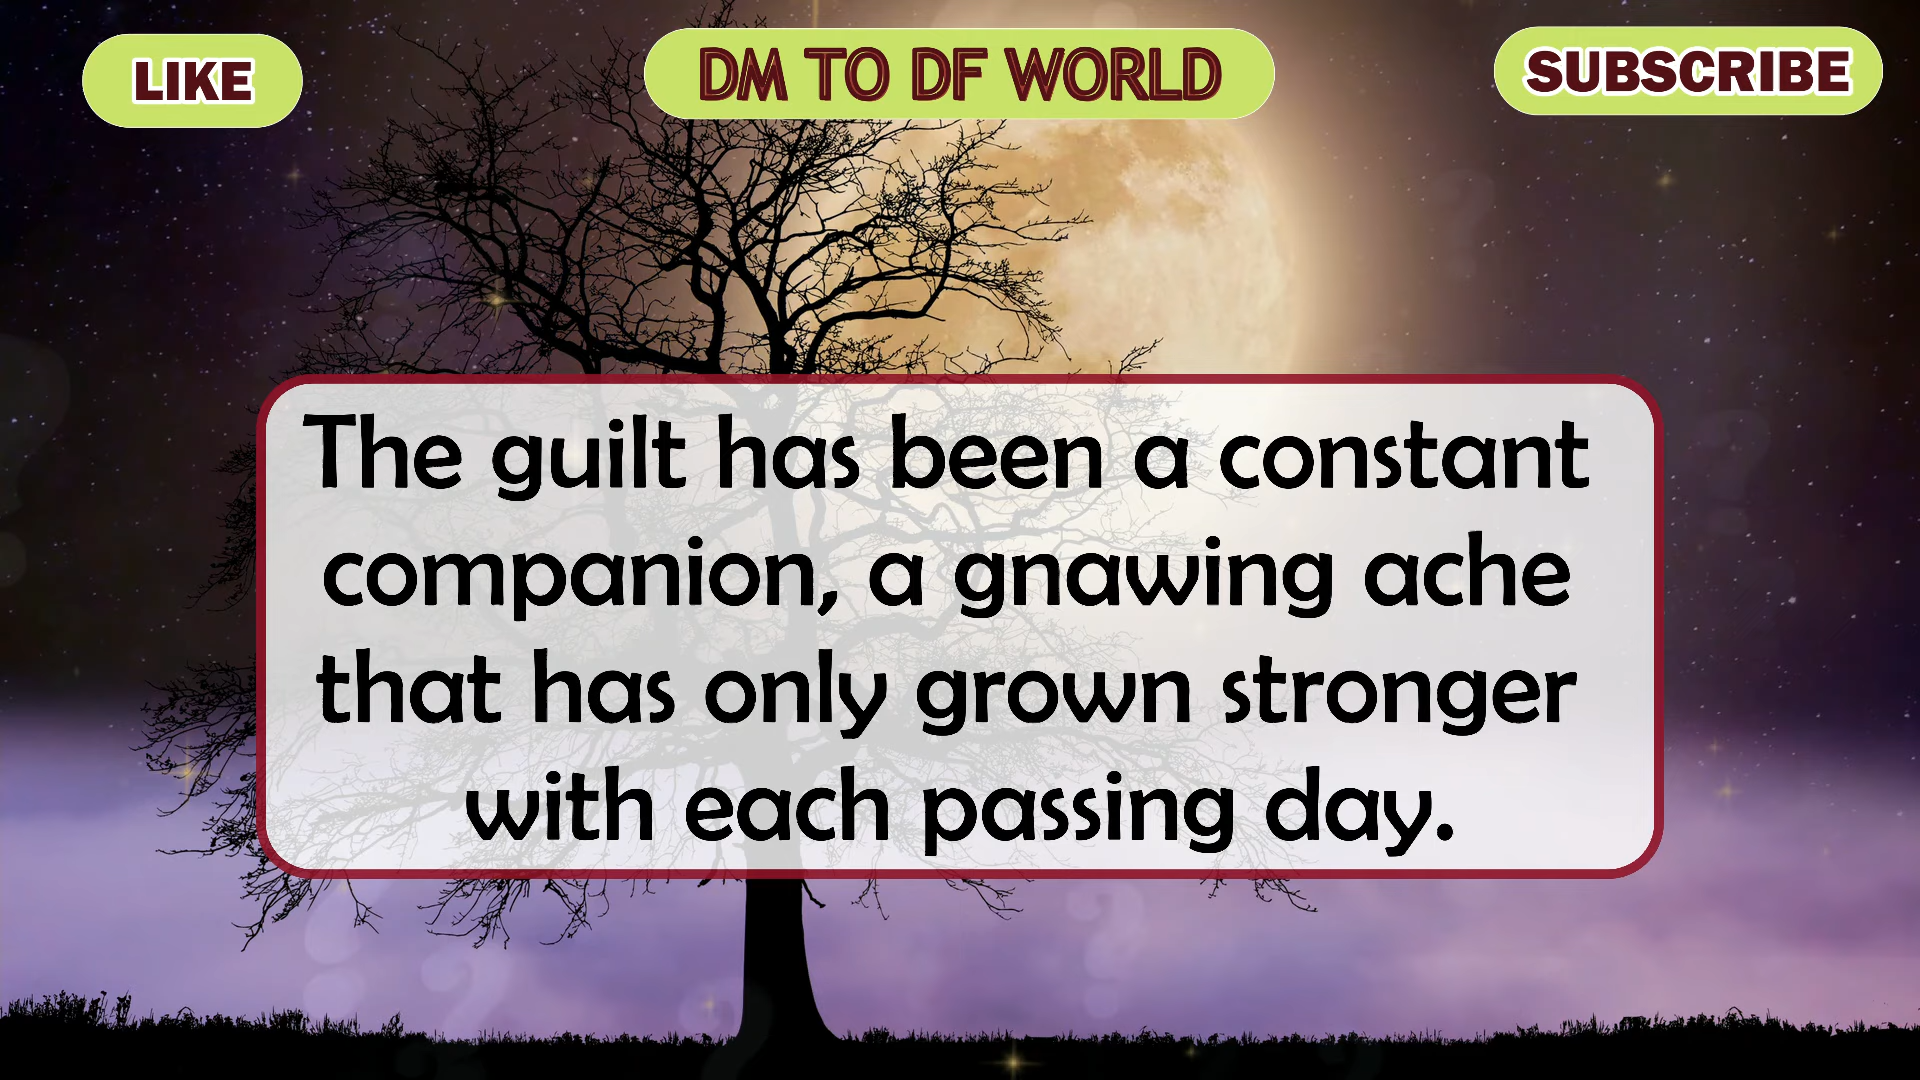 LIKE
DM TO DF WORLD
SUBSCRIBE
The guilt has been a constant
companion, a gnawing ache
that has only grown stronger
with each passing day.